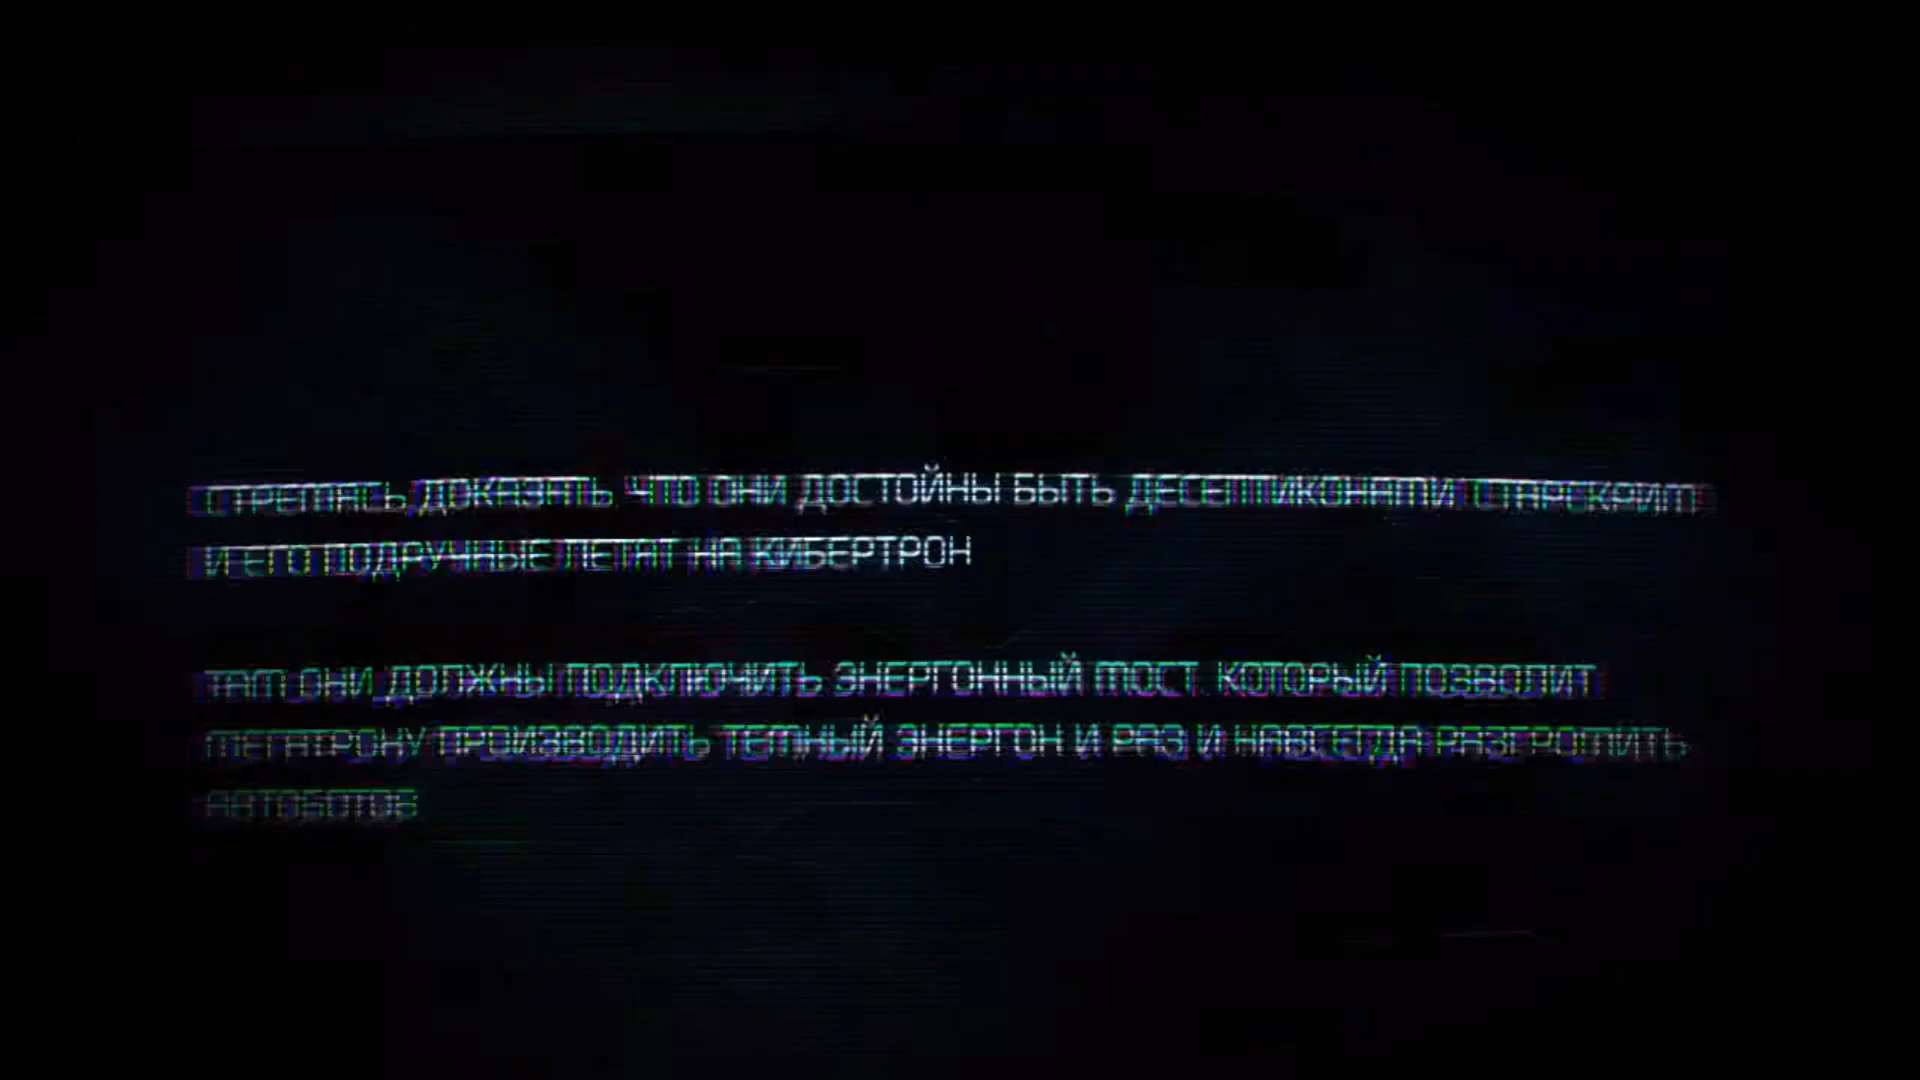 СТРЕМЯСЬ ДОКАЗАТЬ, ЧТО ОНИ ДОСТОЙНЫ БЫТЬ ДЕСЕПТИКОНАМИ, СТАРСКРИМ
И ЕГО ПОДРУЧНЫЕ ЛЕТЯТ НА КИБЕРТРОН
ТАМ ОНИ ДОЛЖНЫ ПОДКЛЮЧИТЬ ЭНЕРГОННЫЙ МОСТ, КОТОРЫЙ ПОЗВОЛИТ
МЕГАТРОНУ ПРОИЗВОДИТЬ ТЕМНЫЙ ЭНЕРГОН И РАЗ И НАВСЕГДА РАЗГРОМИТЬ
АВТОБОТОВ